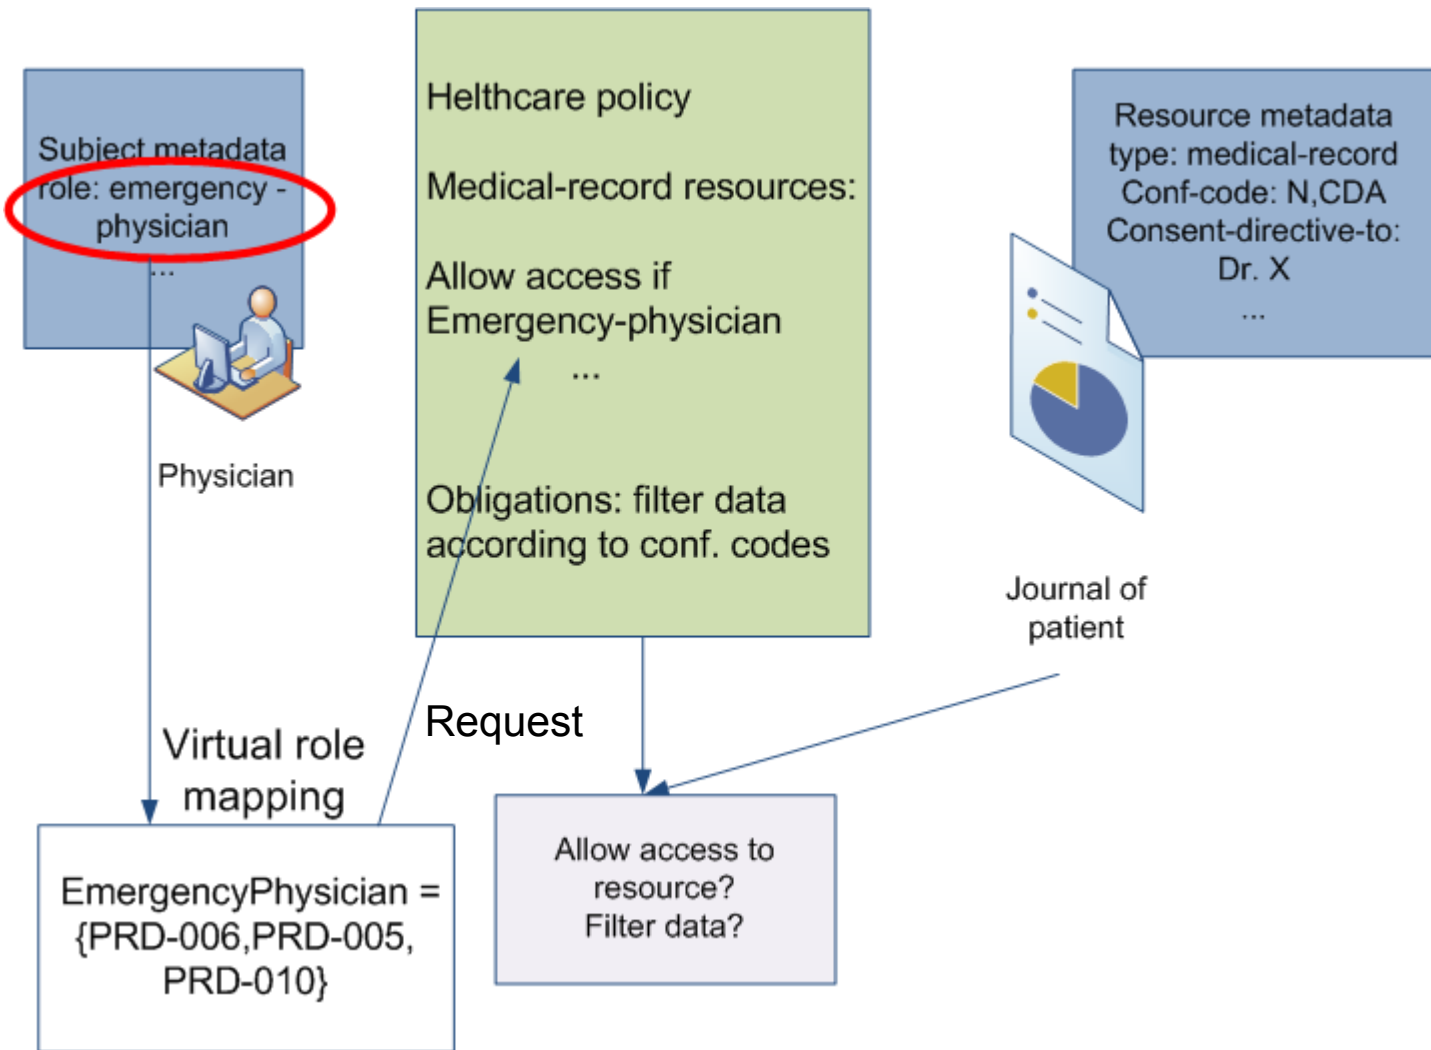 Subject metadata
role: emergency -
physician
...
Physician
Helthcare policy
Medical-record resources:
Allow access if
Emergency-physician
...
Obligations: filter data
according to conf. codes
Resource metadata
type: medical-record
Conf-code: N,CDA
Consent-directive-to:
Dr. X
...
Journal of
patient
Virtual role
mapping
Request
EmergencyPhysician =
{PRD-006,PRD-005,
PRD-010}
Allow access to
resource?
Filter data?